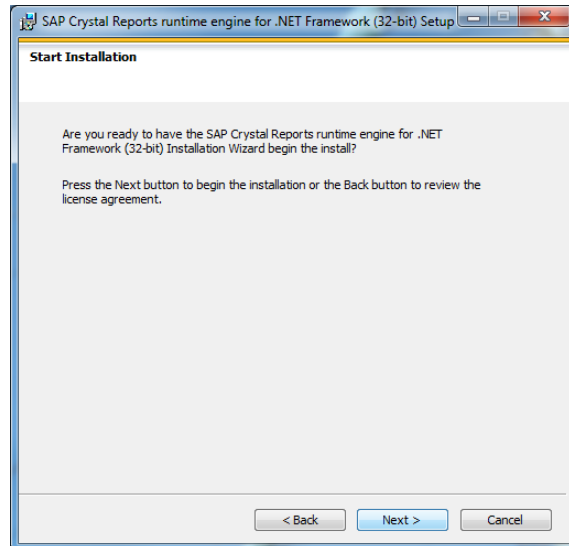 SAP Crystal Reports runtime engine for .NET Framework (32-bit) Setup
Start Installation
Are you ready to have the SAP Crystal Reports runtime engine for .NET
Framework (32-bit) Installation Wizard begin the install?
Press the Next button to begin the installation or the Back button to review the
license agreement.
< Back Next > Cancel